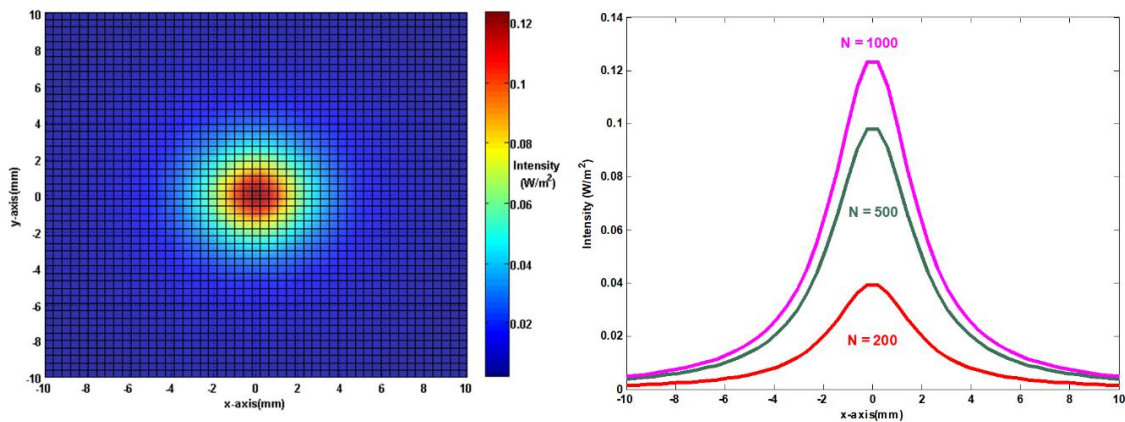 10
8
6
4
2
0
-2
-4
-6
-8
-10
y-axis(mm)
-10 -8 -6 -4 -2 0 2 4 6 8 10
x-axis(mm)
0.12
0.1
0.08
0.06
0.04
0.02
Intensity
(W/m²)
0.14
0.12
0.1
0.08
0.06
0.04
0.02
0
Intensity (W/m²)
N = 1000
N = 500
N = 200
-10 -8 -6 -4 -2 0 2 4 6 8 10
x-axis(mm)